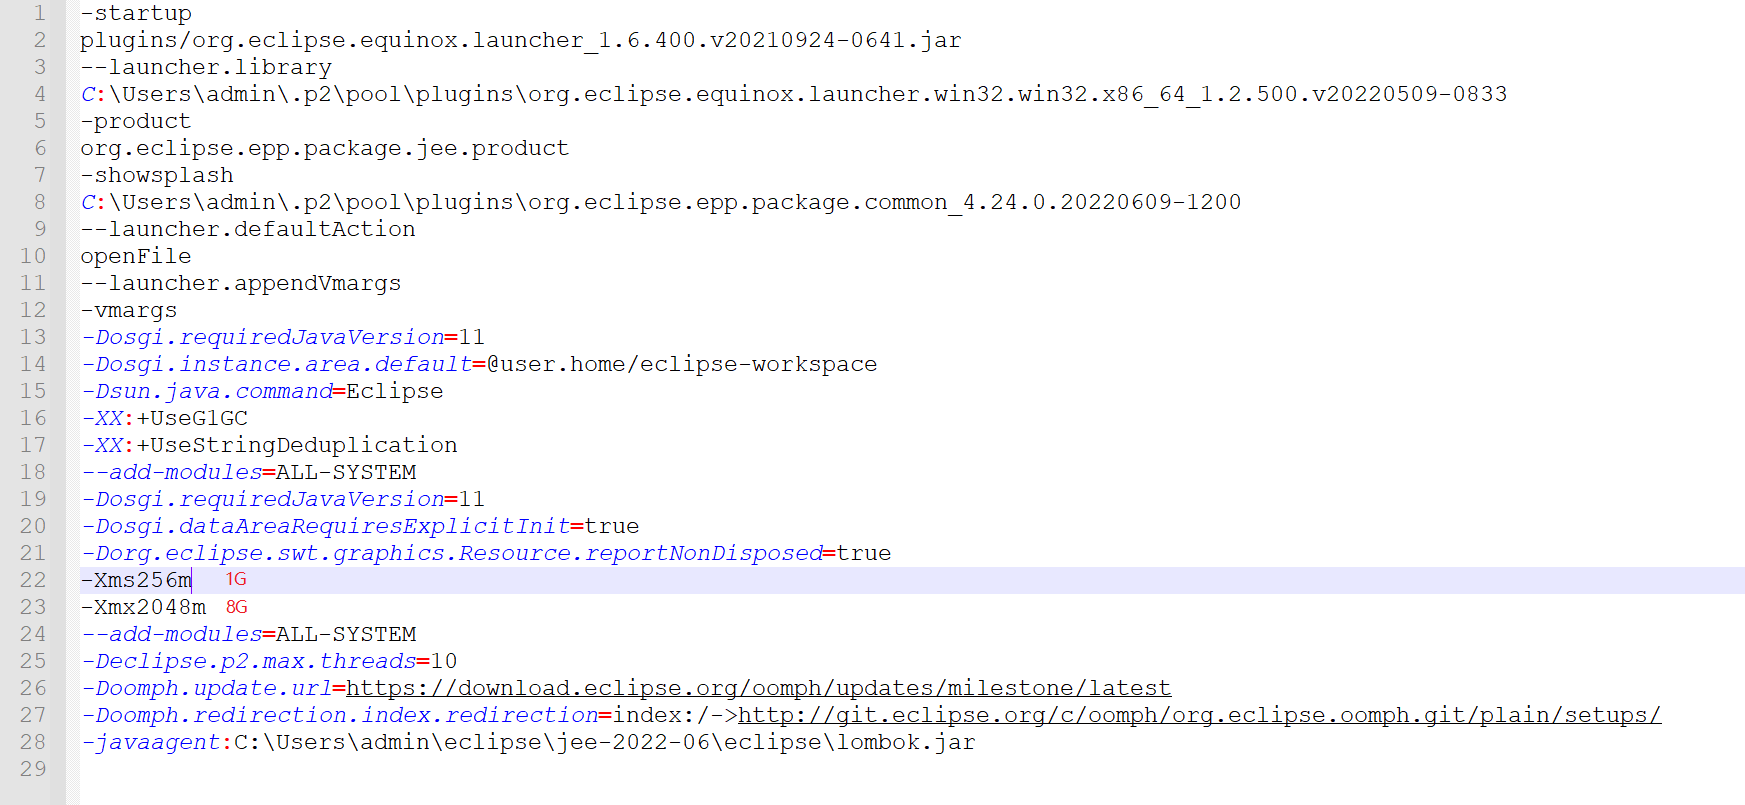 1 -startup
2 plugins/org.eclipse.equinox.launcher_1.6.400.v20210924-0641.jar
3 --launcher.library
4 C:\Users\admin\.p2\pool\plugins\org.eclipse.equinox.launcher.win32.win32.x86_64_1.2.500.v20220509-0833
5 -product
6 org.eclipse.epp.package.jee.product
7 -showsplash
8 C:\Users\admin\.p2\pool\plugins\org.eclipse.epp.package.common_4.24.0.20220609-1200
9 --launcher.defaultAction
10 openFile
11 --launcher.appendVmargs
12 -vmargs
13 -Dosgi.requiredJavaVersion=11
14 -Dosgi.instance.area.default=@user.home/eclipse-workspace
15 -Dsun.java.command=Eclipse
16 -XX:+UseG1GC
17 -XX:+UseStringDeduplication
18 --add-modules=ALL-SYSTEM
19 -Dosgi.requiredJavaVersion=11
20 -Dosgi.dataAreaRequiresExplicitInit=true
21 -Dorg.eclipse.swt.graphics.Resource.reportNonDisposed=true
22 -Xms256m 1G
23 -Xmx2048m 8G
24 --add-modules=ALL-SYSTEM
25 -Declipse.p2.max.threads=10
26 -Doomph.update.url=https://download.eclipse.org/oomph/updates/milestone/latest
27 -Doomph.redirection.index.redirection=index:/->http://git.eclipse.org/c/oomph/org.eclipse.oomph.git/plain/setups/
28 -javaagent:C:\Users\admin\eclipse\jee-2022-06\eclipse\lombok.jar
29